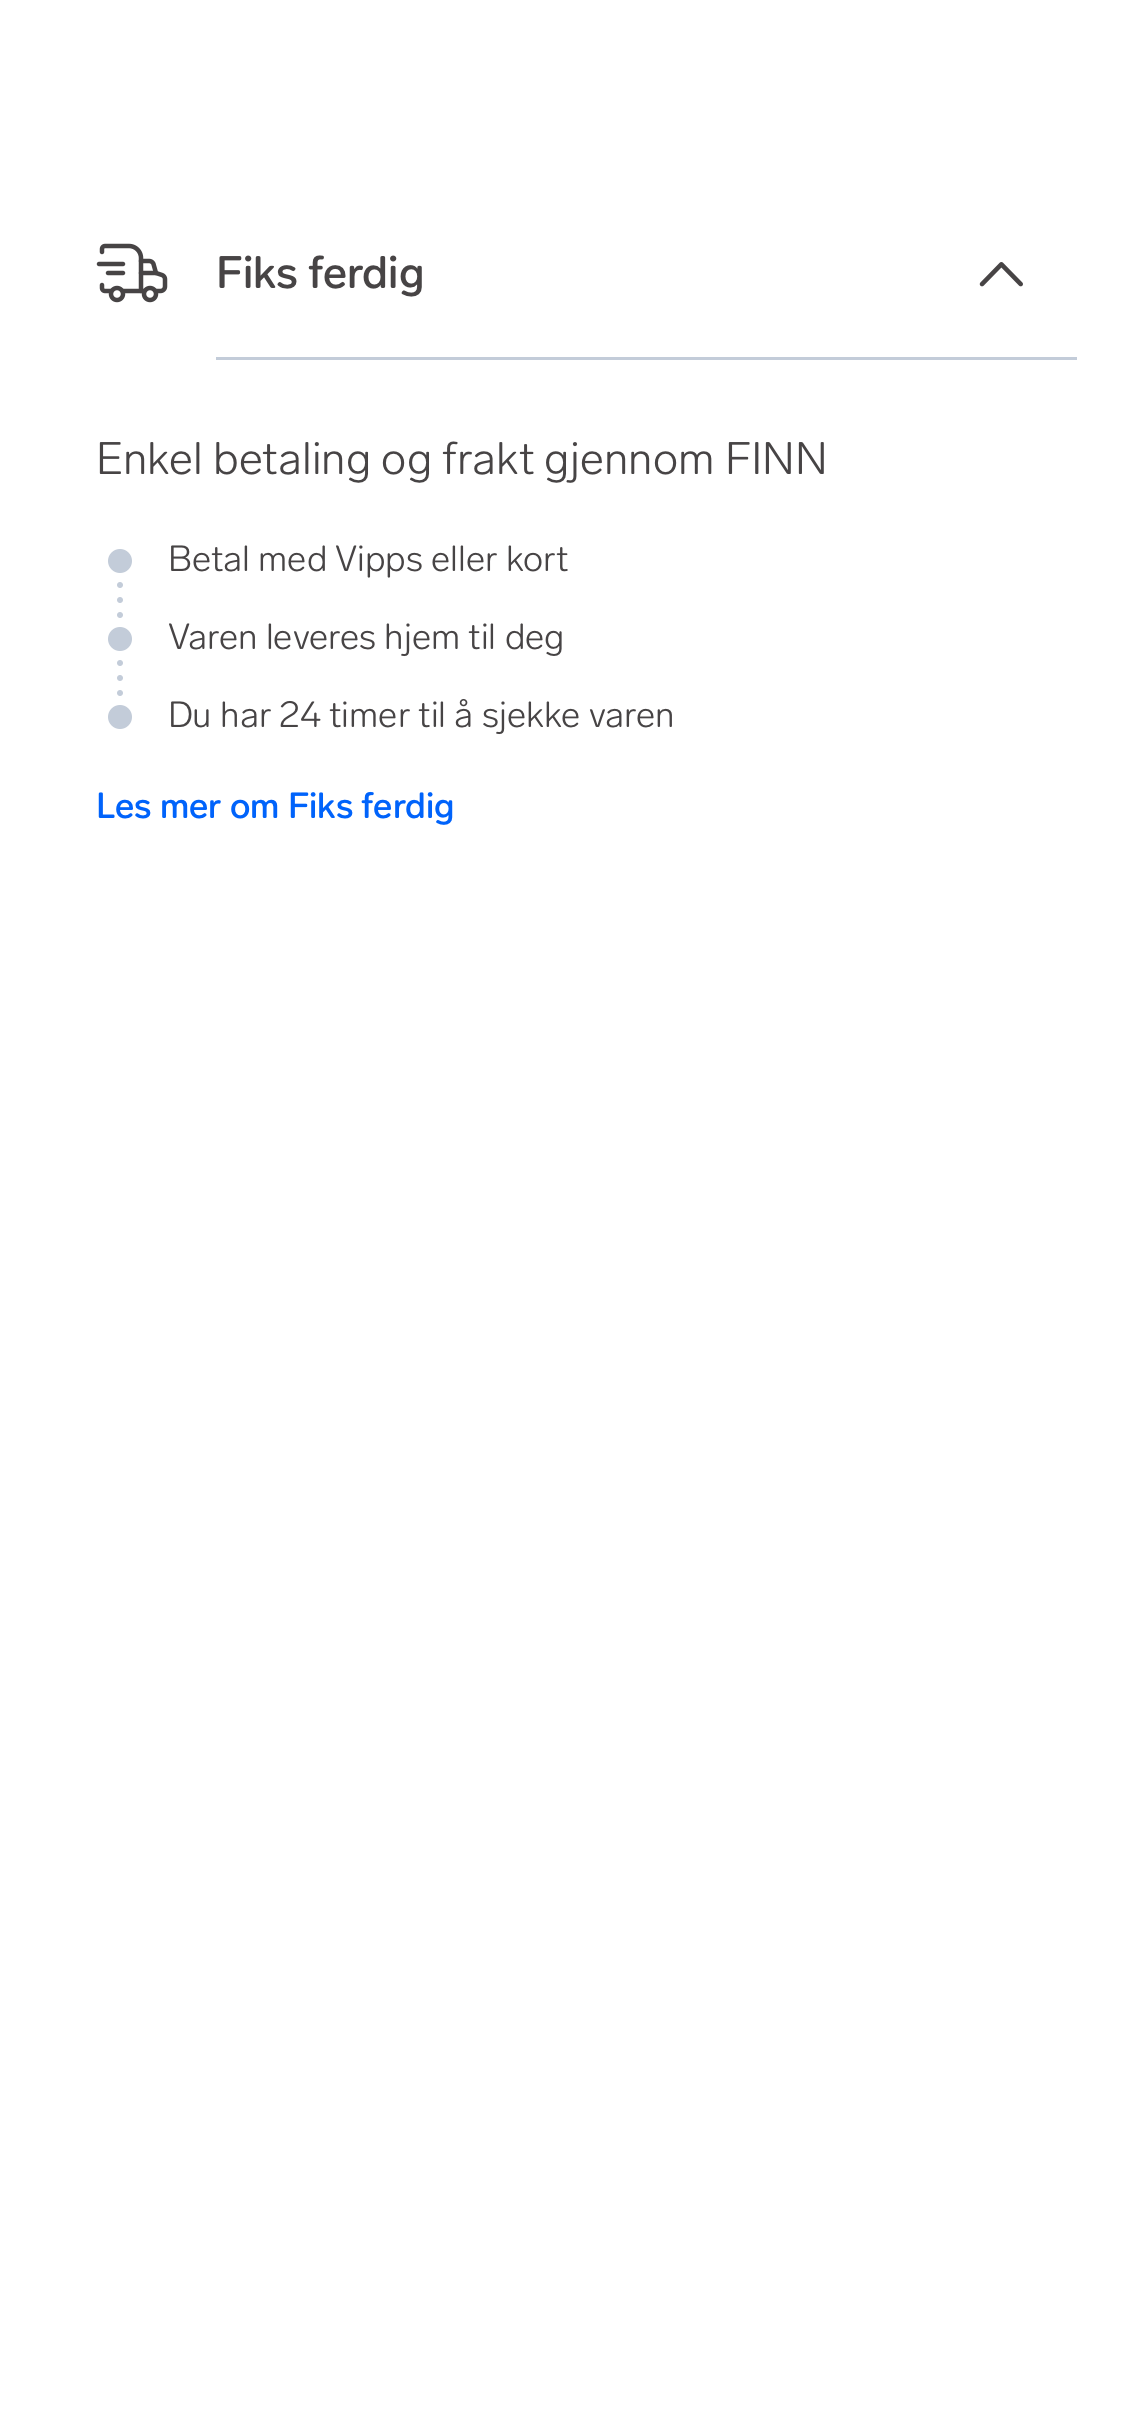 Fiks ferdig
Enkel betaling og frakt gjennom FINN
Betal med Vipps eller kort
Varen leveres hjem til deg
Du har 24 timer til å sjekke varen
Les mer om Fiks ferdig